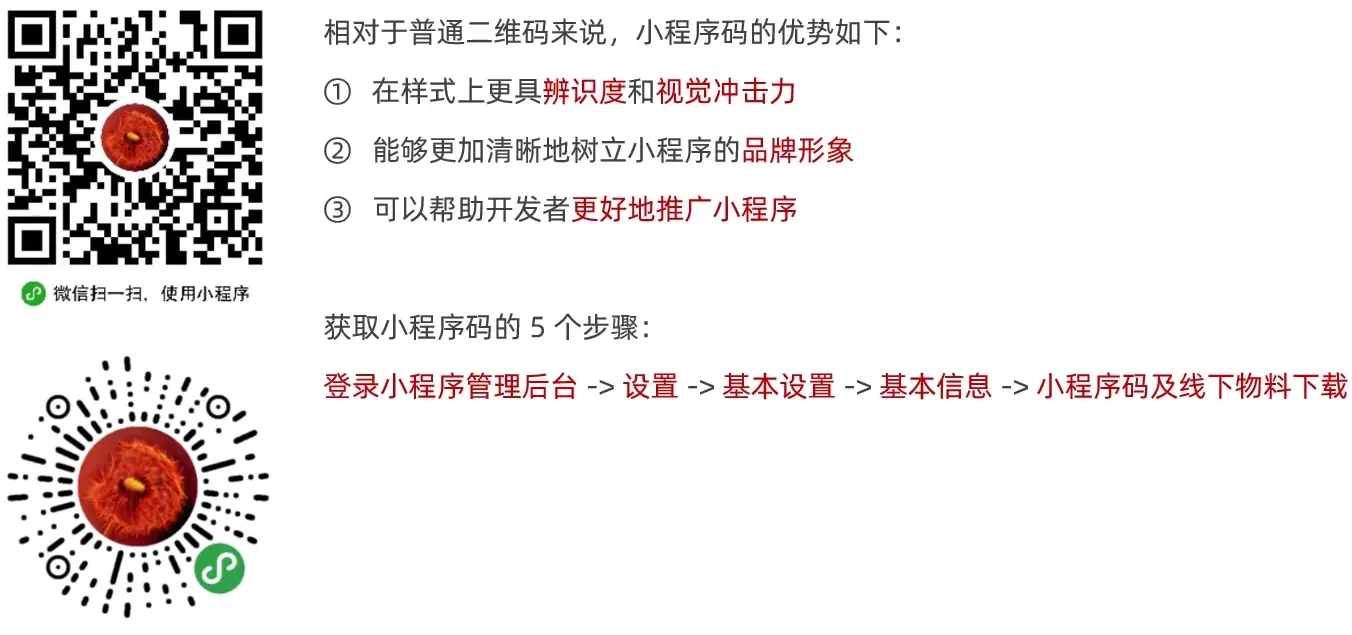 相对于普通二维码来说，小程序码的优势如下：
① 在样式上更具辨识度和视觉冲击力
② 能够更加清晰地树立小程序的品牌形象
③ 可以帮助开发者更好地推广小程序
微信扫一扫，使用小程序
获取小程序码的 5 个步骤：
登录小程序管理后台 -> 设置 -> 基本设置 -> 基本信息 -> 小程序码及线下物料下载